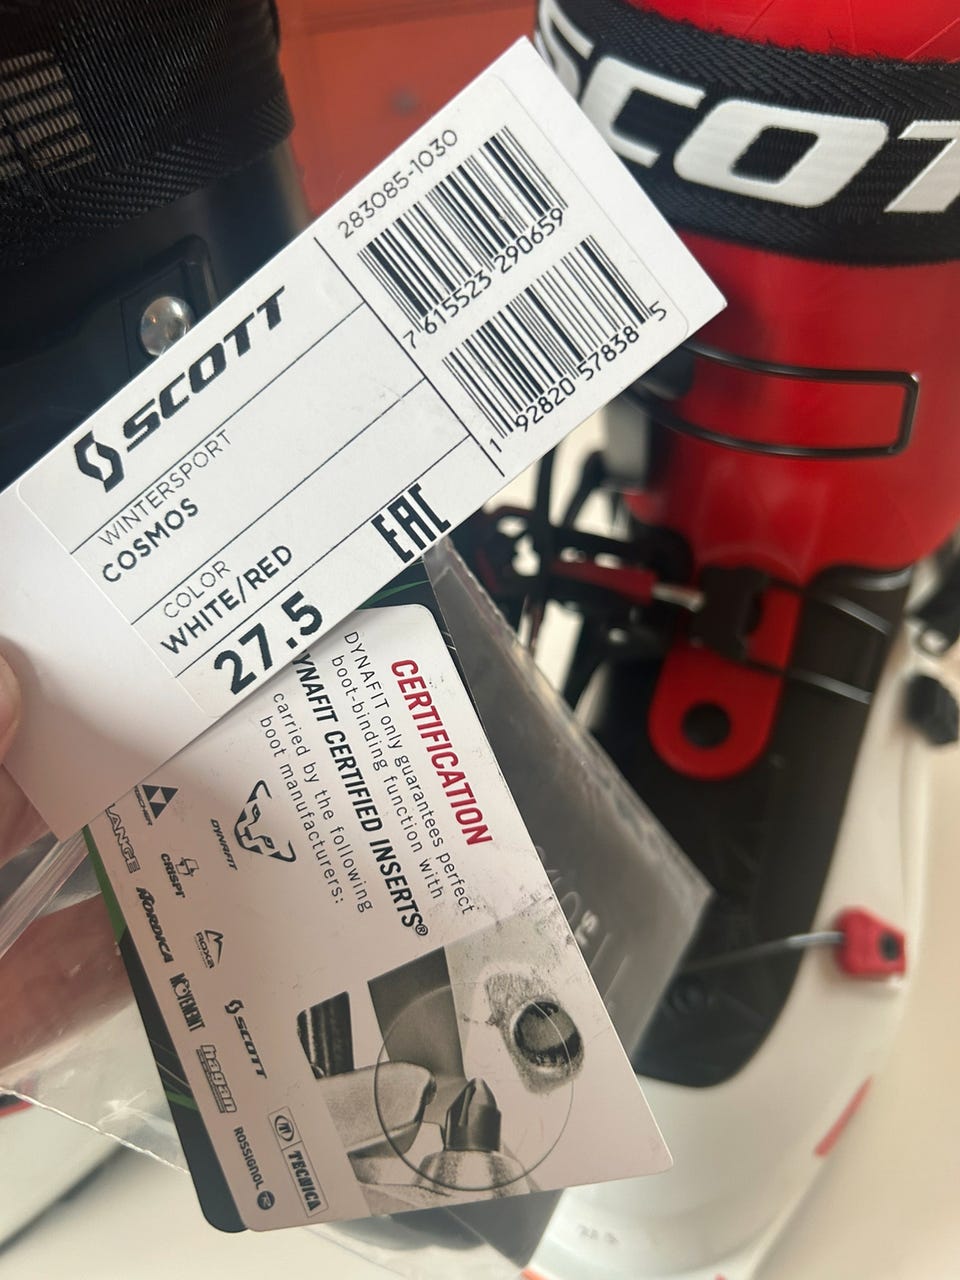 SCOTT
SCOTT
WINTERSPORT
COSMOS
COLOR
WHITE/RED
27.5
EAC
283085-1030
7 615523 290659
1 92820 57838 5
CERTIFICATION
DYNAFIT only guarantees perfect
boot-binding function with
DYNAFIT CERTIFIED INSERTS®
carried by the following
boot manufacturers:
DYNAFIT
FISCHER
CRISPI
LANGE
ROXA
NORDICA
SCOTT
MOVEMENT
hagan
TECNICA
ROSSIGNOL